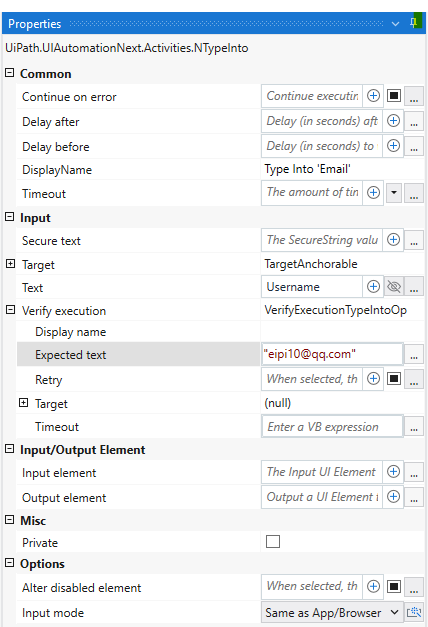 Properties
UiPath.UIAutomationNext.Activities.NTypeInto
Common
Continue on error Continue executin ...
Delay after Delay (in seconds) aft ...
Delay before Delay (in seconds) to ...
DisplayName Type Into 'Email'
Timeout The amount of tin ...
Input
Secure text The SecureString valu ...
Target TargetAnchorable
Text Username ...
Verify execution VerifyExecutionTypeIntoOp
Display name
Expected text "eipi10@qq.com" ...
Retry When selected, th ...
Target (null)
Timeout Enter a VB expression ...
Input/Output Element
Input element The Input UI Element ...
Output element Output a UI Element t ...
Misc
Private
Options
Alter disabled element When selected, th ...
Input mode Same as App/Browser